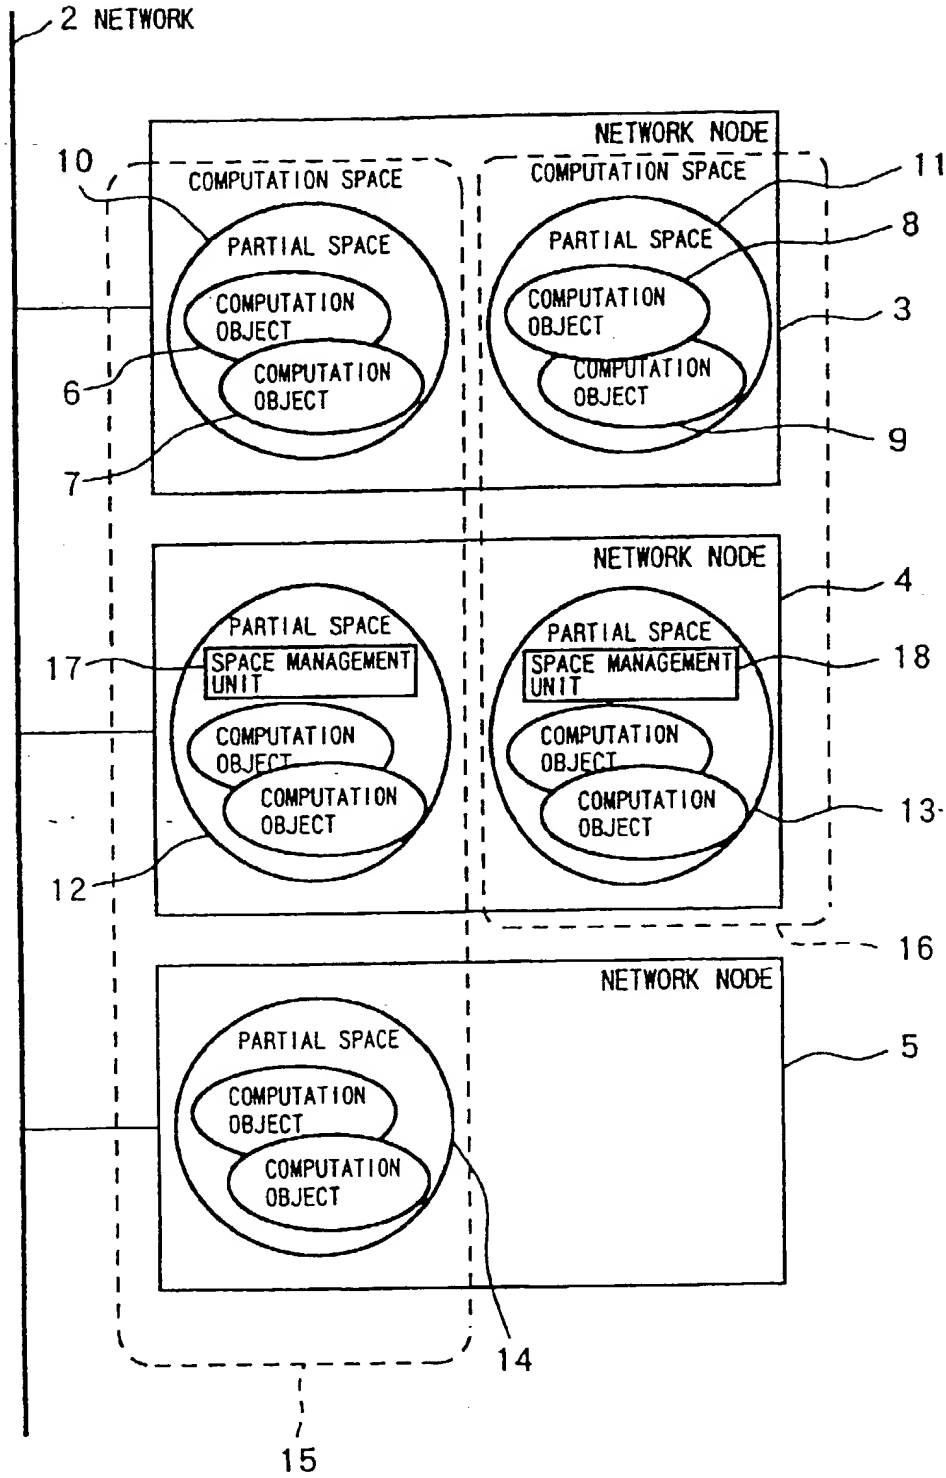 2 NETWORK
NETWORK NODE
10
COMPUTATION SPACE
COMPUTATION SPACE
11
PARTIAL SPACE
PARTIAL SPACE
8
COMPUTATION
OBJECT
COMPUTATION
OBJECT
3
6
COMPUTATION
OBJECT
COMPUTATION
OBJECT
7
9
NETWORK NODE
4
PARTIAL SPACE
PARTIAL SPACE
17
SPACE MANAGEMENT
UNIT
SPACE MANAGEMENT
UNIT
18
COMPUTATION
OBJECT
COMPUTATION
OBJECT
COMPUTATION
OBJECT
COMPUTATION
OBJECT
13
12
16
NETWORK NODE
PARTIAL SPACE
5
COMPUTATION
OBJECT
COMPUTATION
OBJECT
14
15